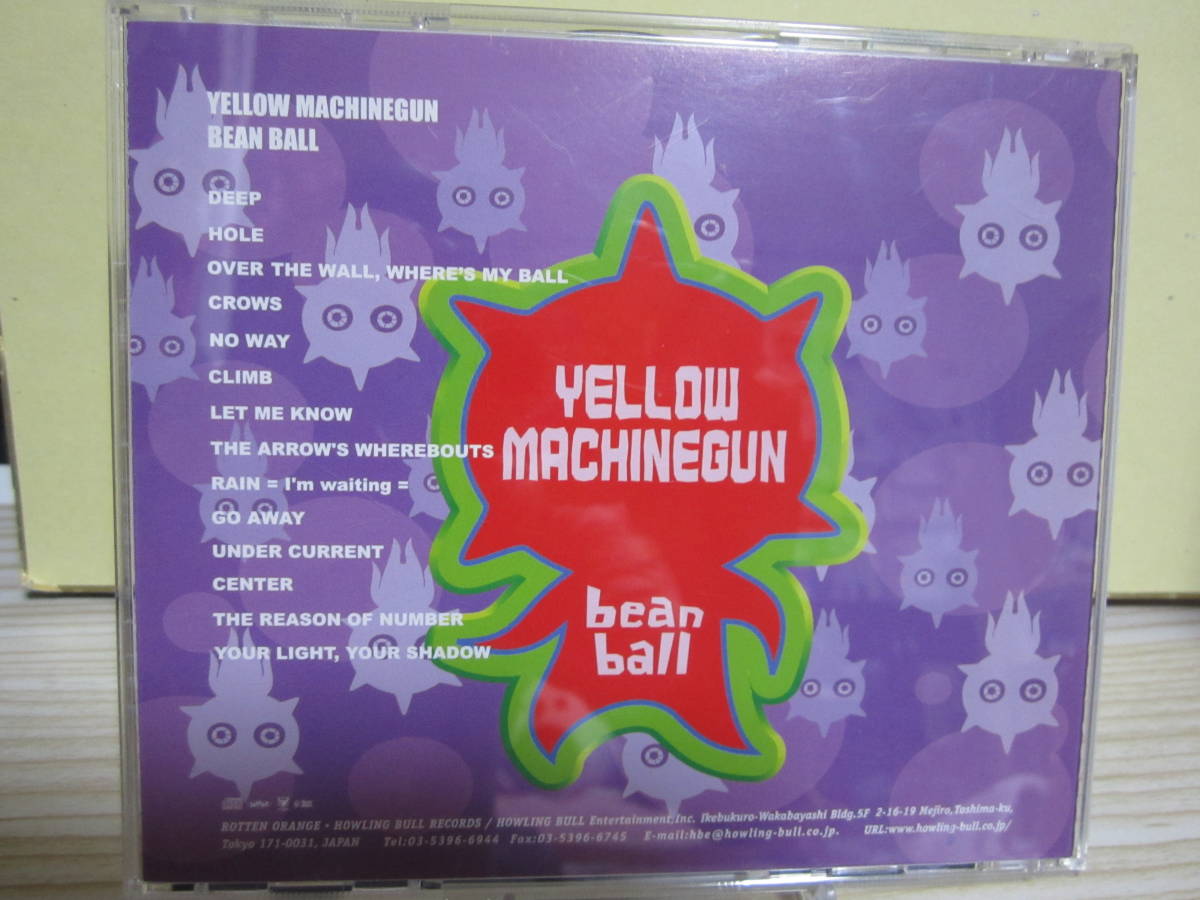 YELLOW MACHINEGUN
BEAN BALL
DEEP
HOLE
OVER THE WALL, WHERE'S MY BALL
CROWS
NO WAY
CLIMB
LET ME KNOW
THE ARROW'S WHEREBOUTS
RAIN = I'm waiting =
GO AWAY
UNDER CURRENT
CENTER
THE REASON OF NUMBER
YOUR LIGHT, YOUR SHADOW
YELLOW
MACHINEGUN
bean
ball
ROTTEN ORANGE • HOWLING BULL RECORDS / HOWLING BULL Entertainment,Inc. Ikebukuro-Wakabayashi Bldg.5F 2-16-19 Mejiro,Toshima-ku,
Tokyo 171-0031, JAPAN Tel:03-5396-6944 Fax:03-5396-6745 E-mail:hbe@howling-bull.co.jp. URL:www.howling-bull.co.jp/